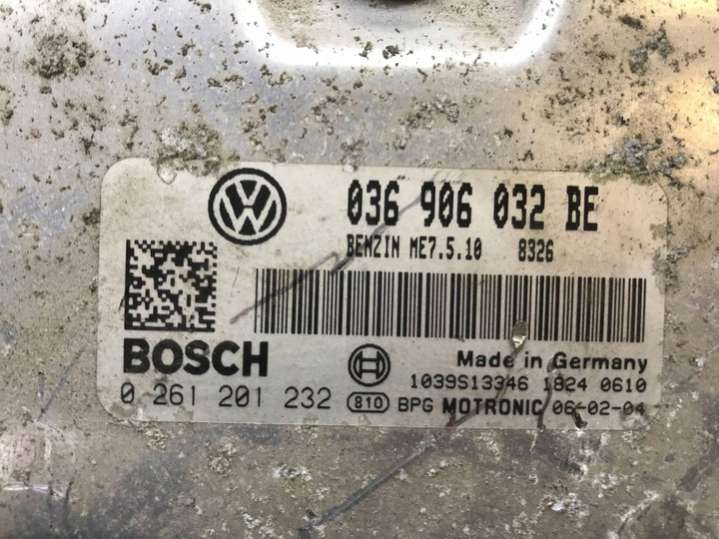 036 906 032 BE
BENZIN ME7.5.10 8326
BOSCH
Made in Germany
1039S13346 1824 0610
0 261 201 232
810 BPG MOTRONIC 06-02-04